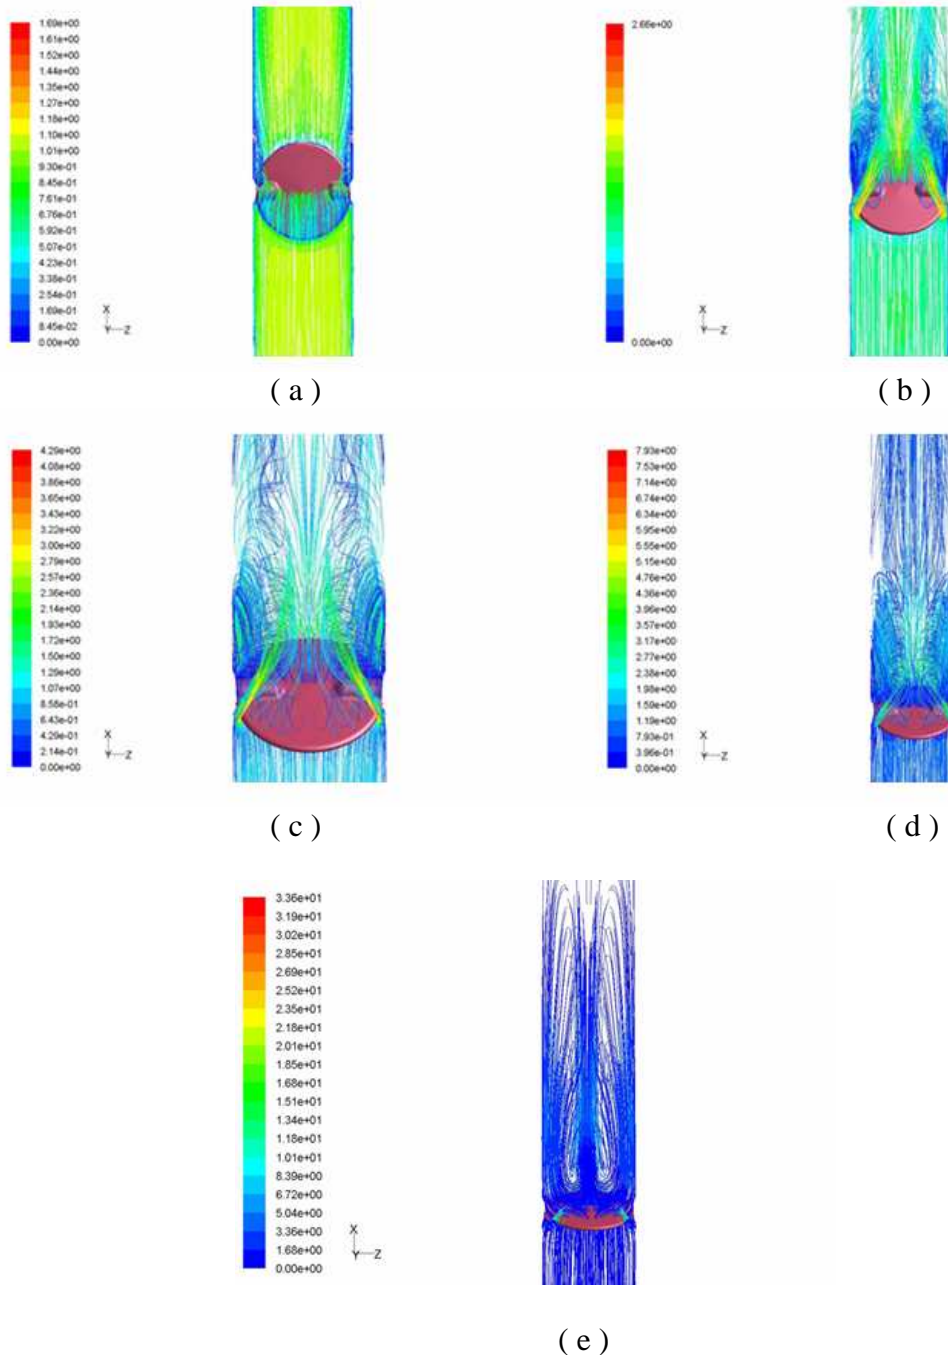 1.69e+00
1.61e+00
1.52e+00
1.44e+00
1.35e+00
1.27e+00
1.18e+00
1.10e+00
1.01e+00
9.30e-01
8.45e-01
7.61e-01
6.76e-01
5.92e-01
5.07e-01
4.23e-01
3.38e-01
2.54e-01
1.69e-01
8.45e-02
0.00e+00
X
Y
Z
( a )
2.66e+00
0.00e+00
X
Y
Z
( b )
4.29e+00
4.08e+00
3.86e+00
3.65e+00
3.43e+00
3.22e+00
3.00e+00
2.79e+00
2.57e+00
2.36e+00
2.14e+00
1.93e+00
1.72e+00
1.50e+00
1.29e+00
1.07e+00
8.58e-01
6.43e-01
4.29e-01
2.14e-01
0.00e+00
X
Y
Z
( c )
7.93e+00
7.53e+00
7.14e+00
6.74e+00
6.34e+00
5.95e+00
5.55e+00
5.15e+00
4.76e+00
4.36e+00
3.96e+00
3.57e+00
3.17e+00
2.77e+00
2.38e+00
1.98e+00
1.59e+00
1.19e+00
7.93e-01
3.96e-01
0.00e+00
X
Y
Z
( d )
3.36e+01
3.19e+01
3.02e+01
2.85e+01
2.69e+01
2.52e+01
2.35e+01
2.18e+01
2.01e+01
1.85e+01
1.68e+01
1.51e+01
1.34e+01
1.18e+01
1.01e+01
8.39e+00
6.72e+00
5.04e+00
3.36e+00
1.68e+00
0.00e+00
X
Y
Z
( e )